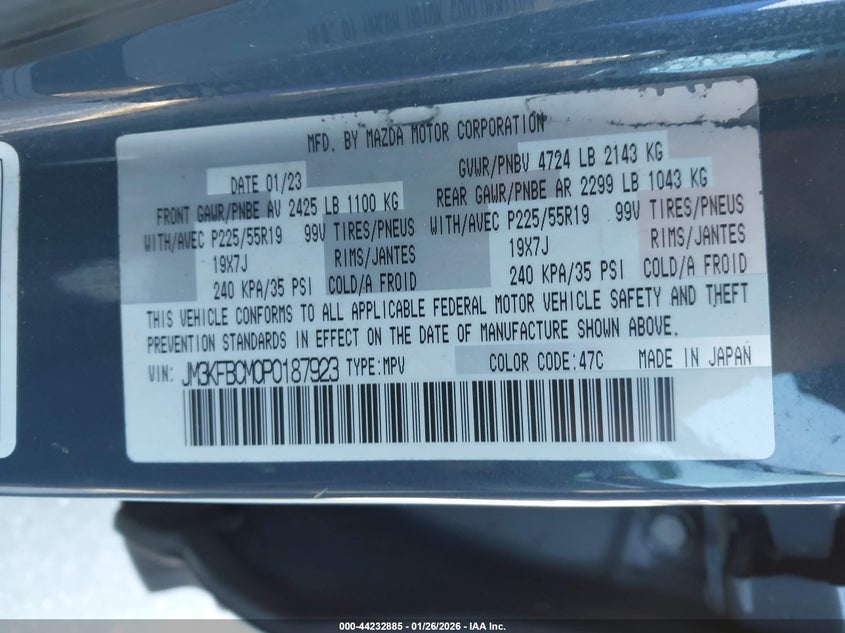 MFD. BY MAZDA MOTOR CORPORATION
DATE 01/23
GVWR/PNBV 4724 LB 2143 KG
FRONT GAWR/PNBE AV 2425 LB 1100 KG
REAR GAWR/PNBE AR 2299 LB 1043 KG
WITH/AVEC P225/55R19 99V TIRES/PNEUS
WITH/AVEC P225/55R19 99V TIRES/PNEUS
19X7J RIMS/JANTES
19X7J RIMS/JANTES
240 KPA/35 PSI COLD/A FROID
240 KPA/35 PSI COLD/A FROID
THIS VEHICLE CONFORMS TO ALL APPLICABLE FEDERAL MOTOR VEHICLE SAFETY AND THEFT
PREVENTION STANDARDS IN EFFECT ON THE DATE OF MANUFACTURE SHOWN ABOVE.
VIN: JM3KFBCM0P0187923 TYPE:MPV COLOR CODE:47C MADE IN JAPAN
000-44232885 - 01/26/2026 - IAA Inc.